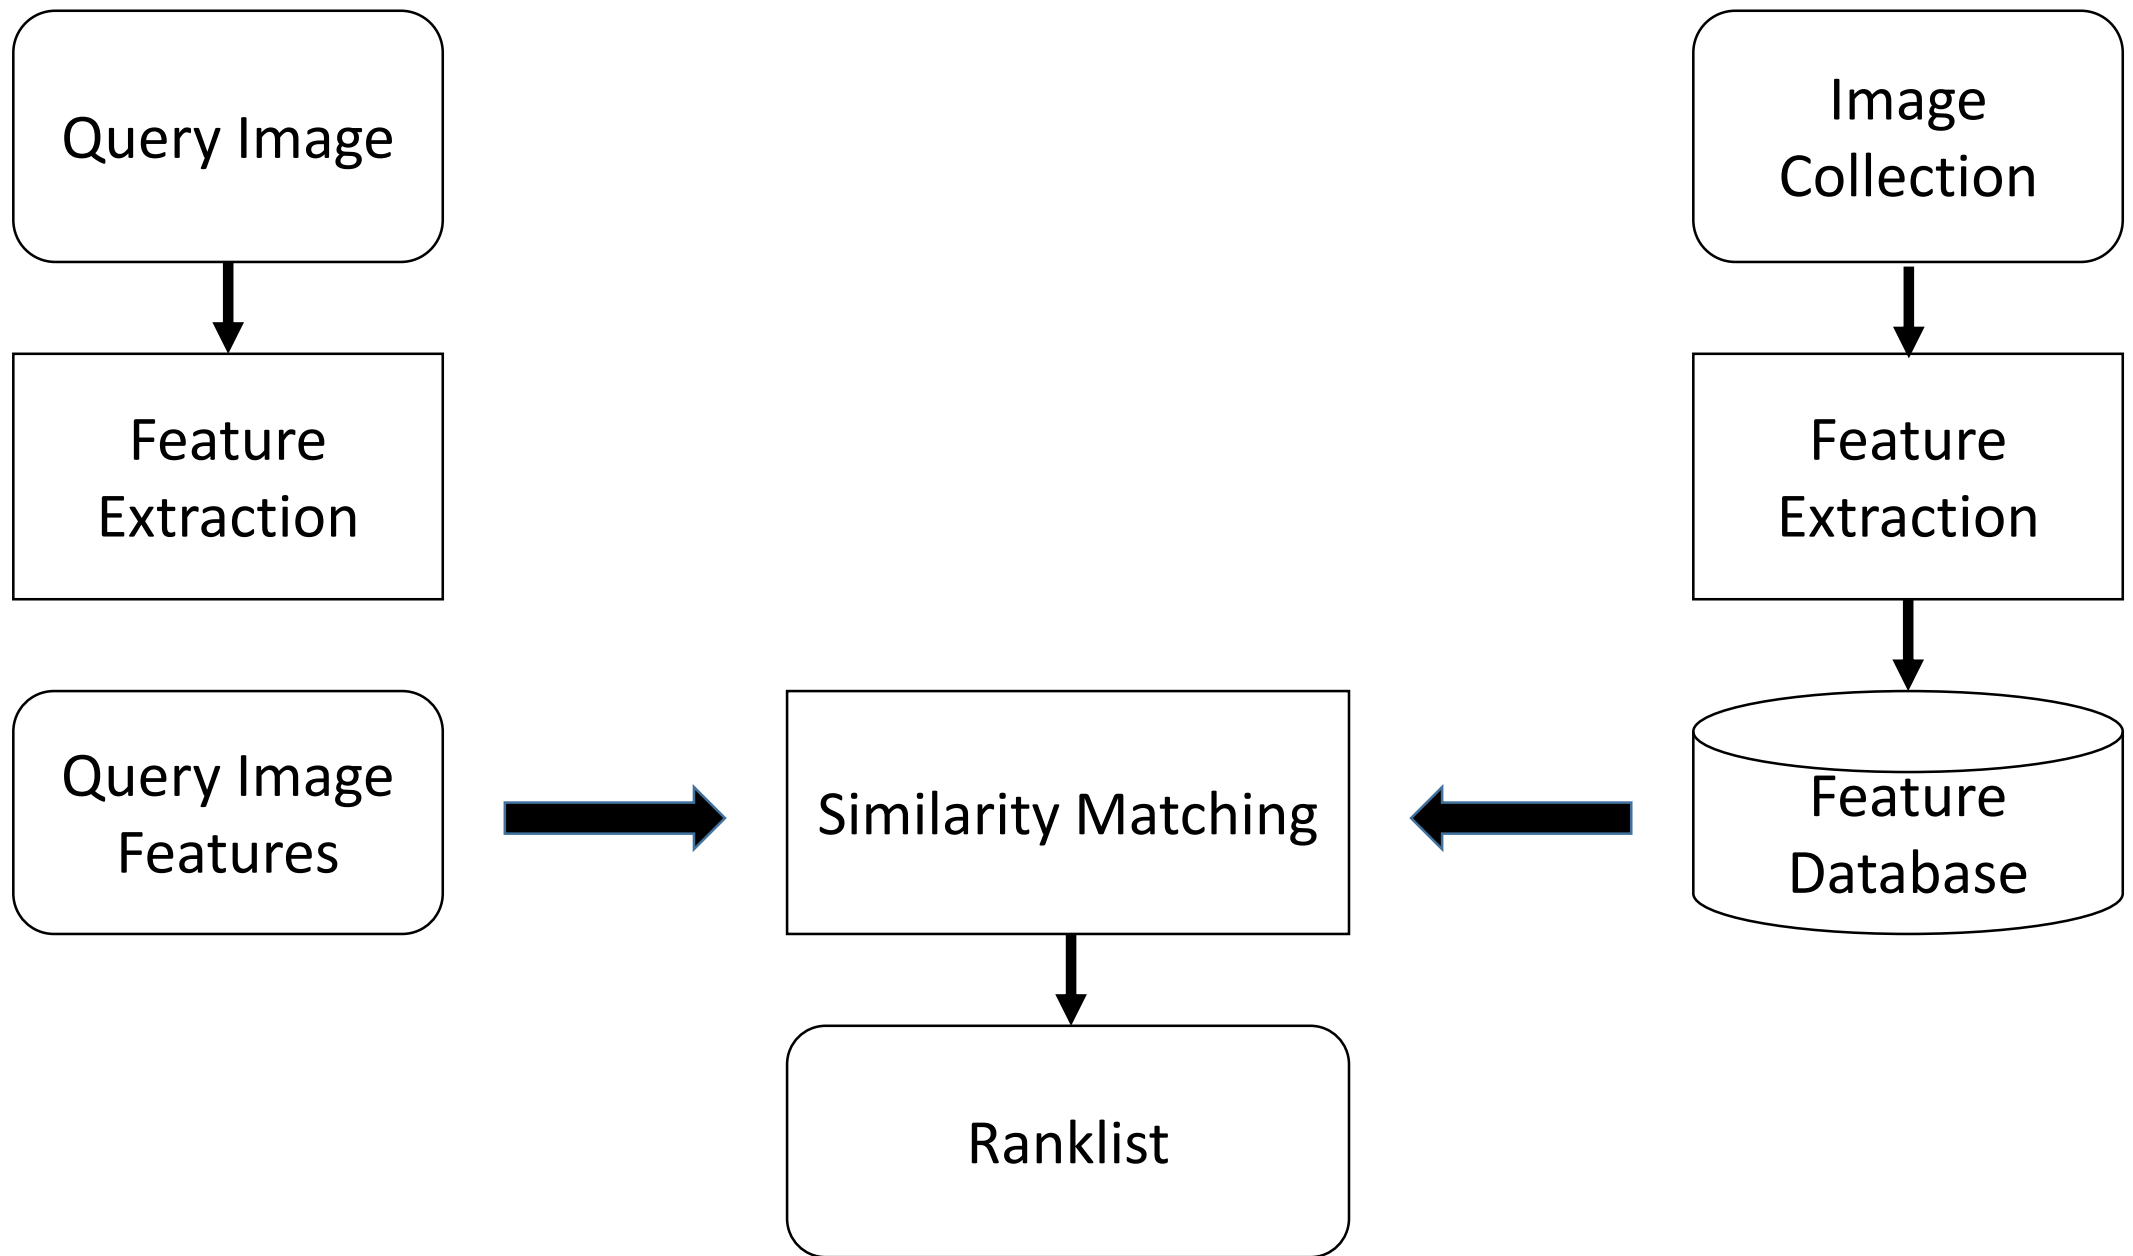 Query Image
Image
Collection
Feature
Extraction
Feature
Extraction
Query Image
Features
Similarity Matching
Feature
Database
Ranklist